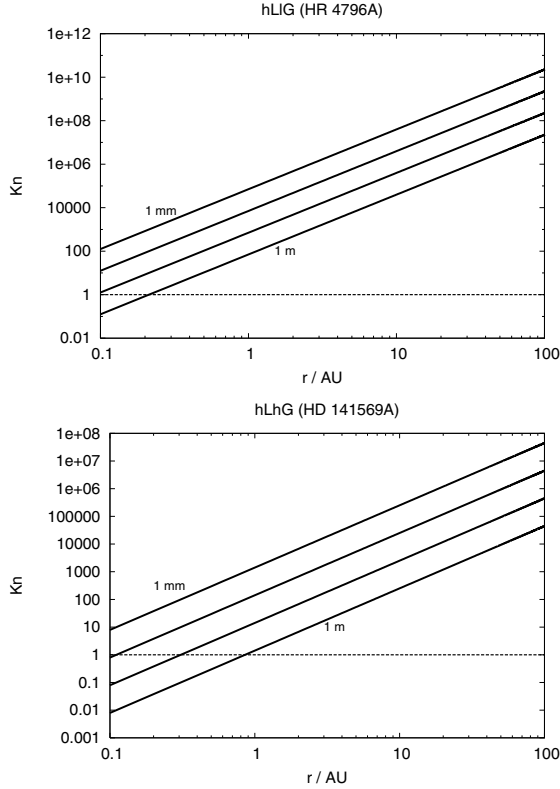 hLlG (HR 4796A)
1e+12
1e+10
1e+08
1e+06
10000
100
1
0.01
Kn
1 mm
1 m
0.1 1 10 100
r / AU
hLhG (HD 141569A)
1e+08
1e+07
1e+06
100000
10000
1000
100
10
1
0.1
0.01
0.001
Kn
1 mm
1 m
0.1 1 10 100
r / AU